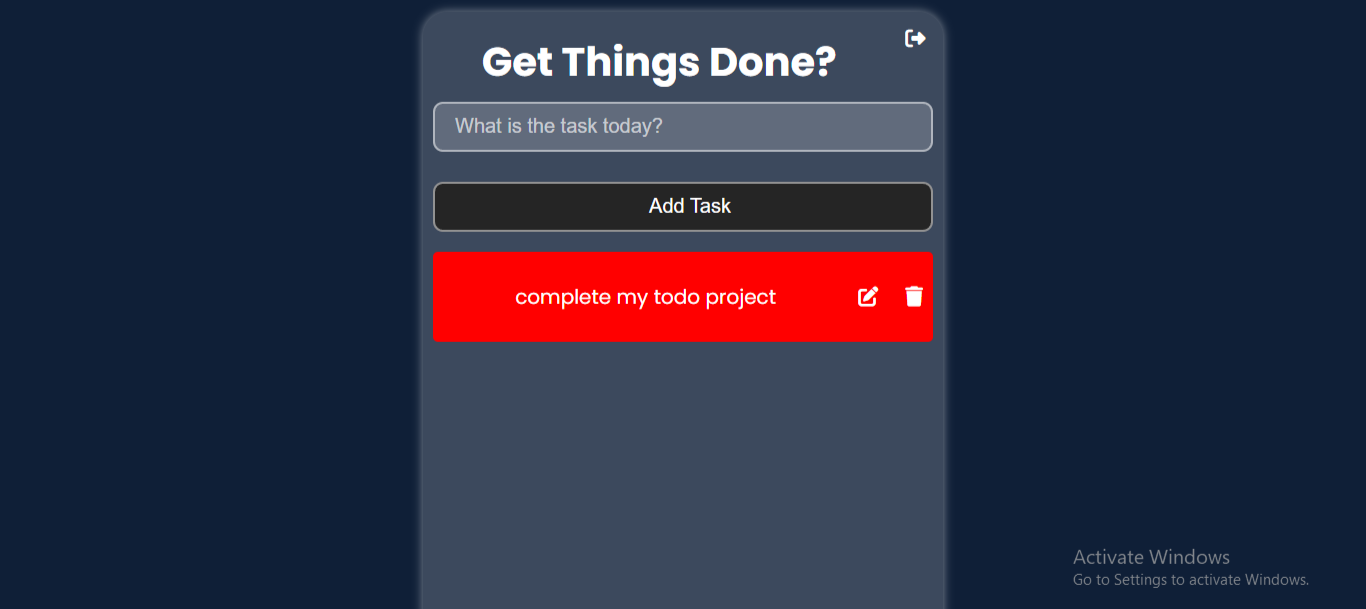 Get Things Done?
What is the task today?
Add Task
complete my todo project
Activate Windows
Go to Settings to activate Windows.